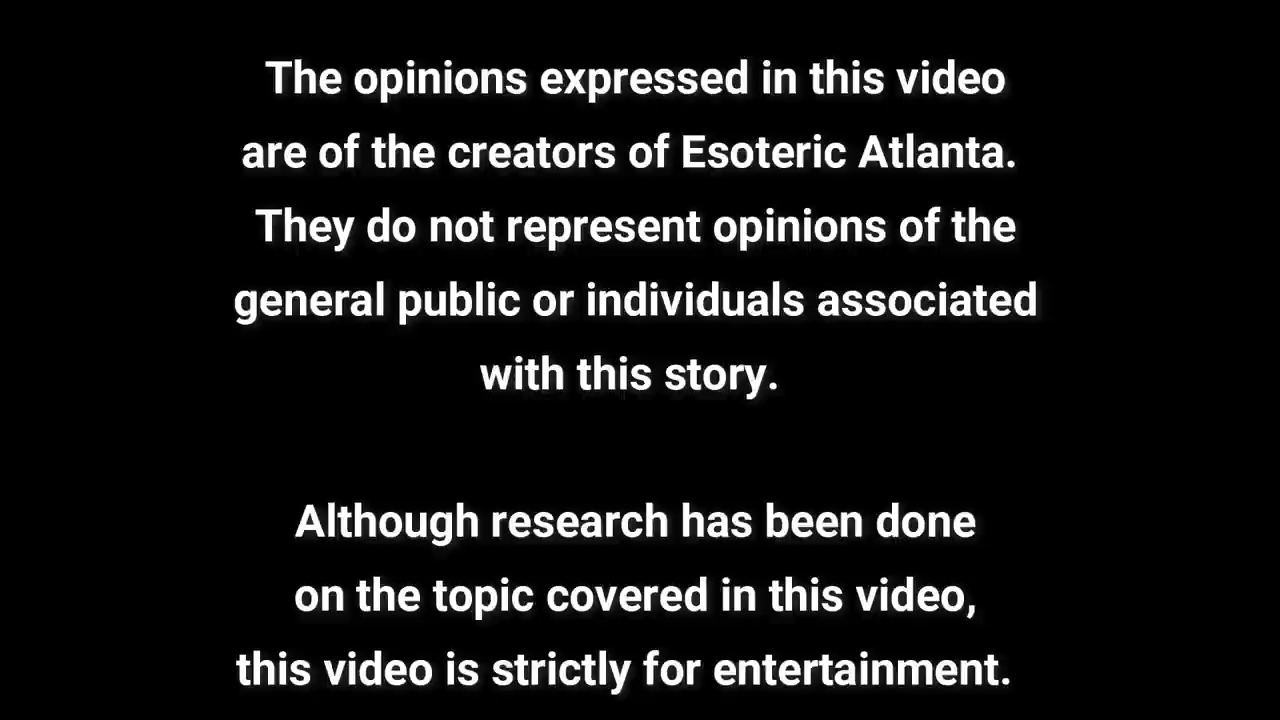 The opinions expressed in this video
are of the creators of Esoteric Atlanta.
They do not represent opinions of the
general public or individuals associated
with this story.
Although research has been done
on the topic covered in this video,
this video is strictly for entertainment.